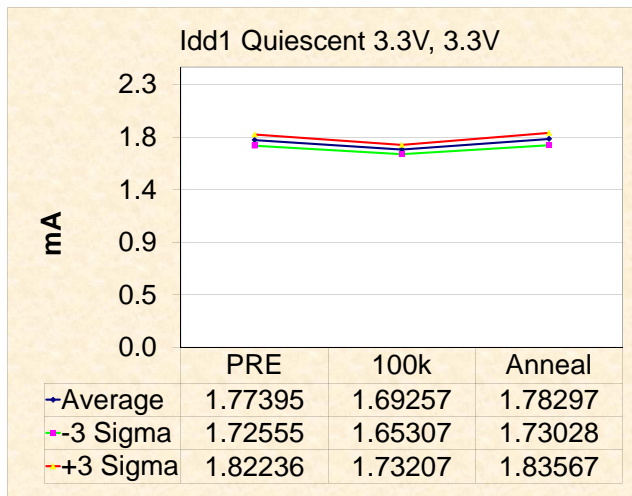 Idd1 Quiescent 3.3V, 3.3V
2.3
1.8
1.4
0.9
0.5
0.0
mA
PRE 100k Anneal
Average 1.77395 1.69257 1.78297
-3 Sigma 1.72555 1.65307 1.73028
+3 Sigma 1.82236 1.73207 1.83567